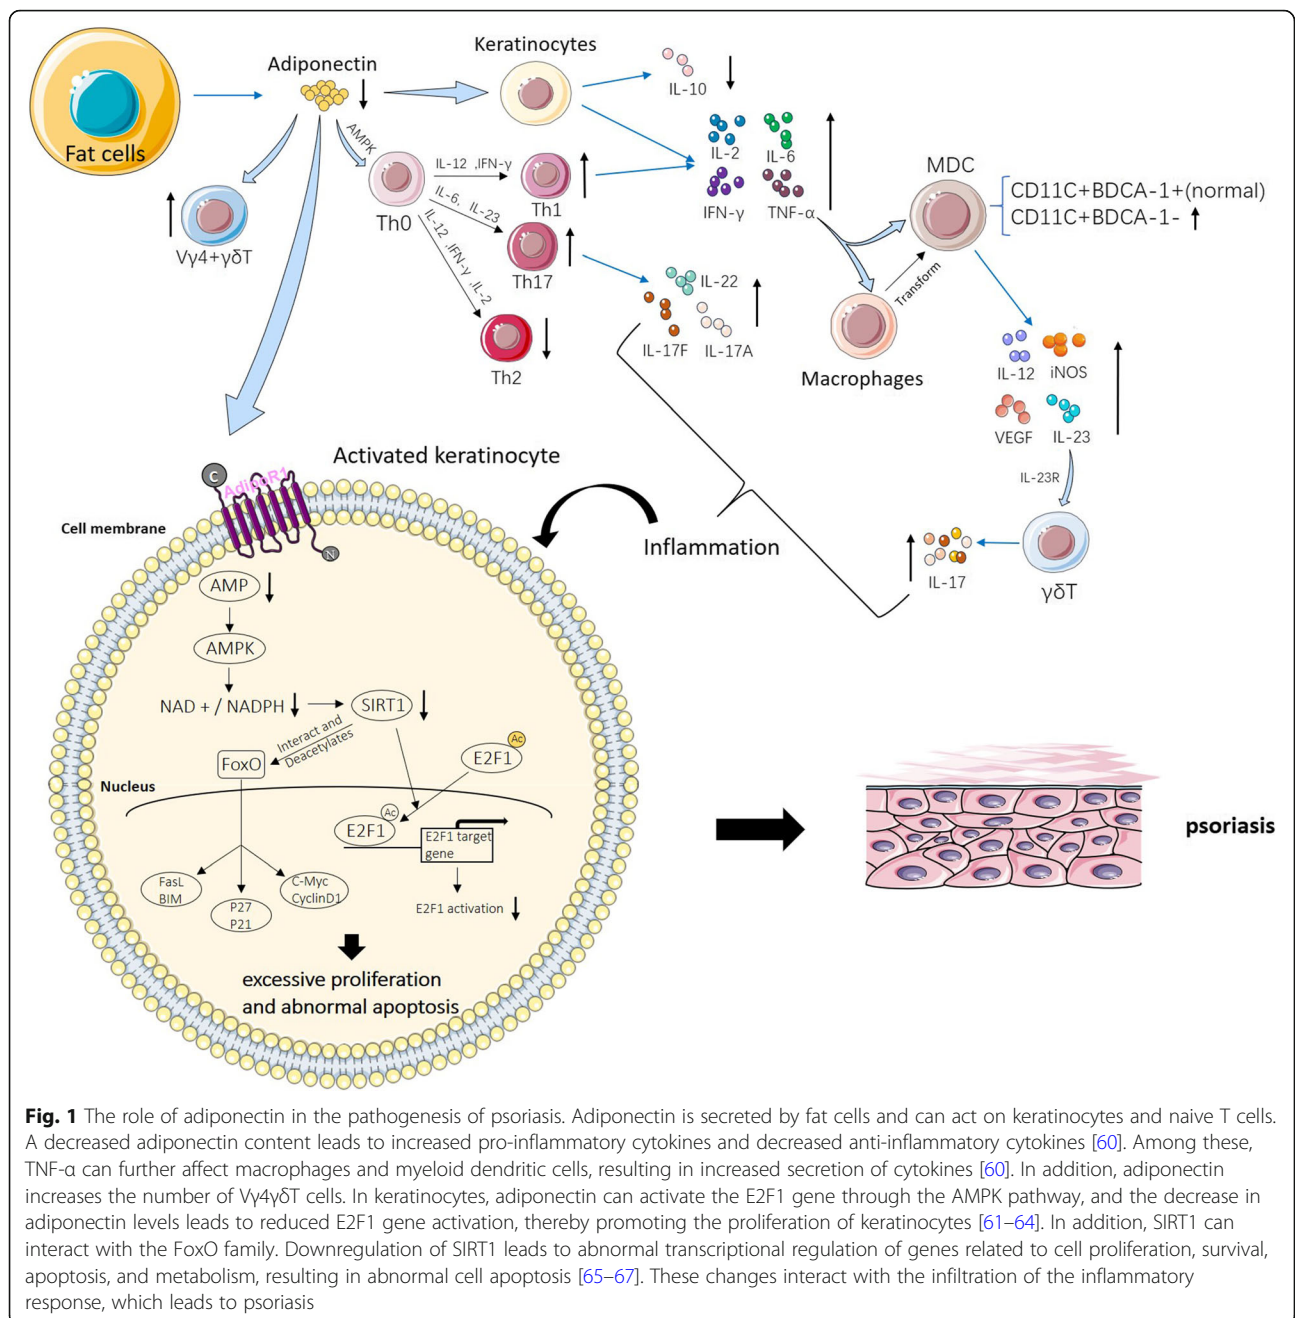 Keratinocytes
Adiponectin
Fat cells
IL-10
AMPK
IL-12 ,IFN-γ
IL-6、IL-23
IL-12 ,IFN-γ ,IL-2
Th0
Th1
Th17
Th2
Vγ4+γδT
IL-2
IL-6
IFN-γ
TNF-α
MDC
CD11C+BDCA-1+(normal)
CD11C+BDCA-1-
Transform
Macrophages
IL-22
IL-17F
IL-17A
IL-12
iNOS
VEGF
IL-23
IL-23R
γδT
IL-17
Inflammation
Activated keratinocyte
C
AdipoR1
N
Cell membrane
AMP
AMPK
NAD + / NADPH
SIRT1
Interact and
Deacetylates
FoxO
Ac
E2F1
Nucleus
Ac
E2F1
E2F1 target
gene
FasL
BIM
P27
P21
C-Myc
CyclinD1
E2F1 activation
excessive proliferation
and abnormal apoptosis
psoriasis
Fig. 1 The role of adiponectin in the pathogenesis of psoriasis. Adiponectin is secreted by fat cells and can act on keratinocytes and naive T cells.
A decreased adiponectin content leads to increased pro-inflammatory cytokines and decreased anti-inflammatory cytokines [60]. Among these,
TNF-α can further affect macrophages and myeloid dendritic cells, resulting in increased secretion of cytokines [60]. In addition, adiponectin
increases the number of Vγ4γδT cells. In keratinocytes, adiponectin can activate the E2F1 gene through the AMPK pathway, and the decrease in
adiponectin levels leads to reduced E2F1 gene activation, thereby promoting the proliferation of keratinocytes [61–64]. In addition, SIRT1 can
interact with the FoxO family. Downregulation of SIRT1 leads to abnormal transcriptional regulation of genes related to cell proliferation, survival,
apoptosis, and metabolism, resulting in abnormal cell apoptosis [65–67]. These changes interact with the infiltration of the inflammatory
response, which leads to psoriasis